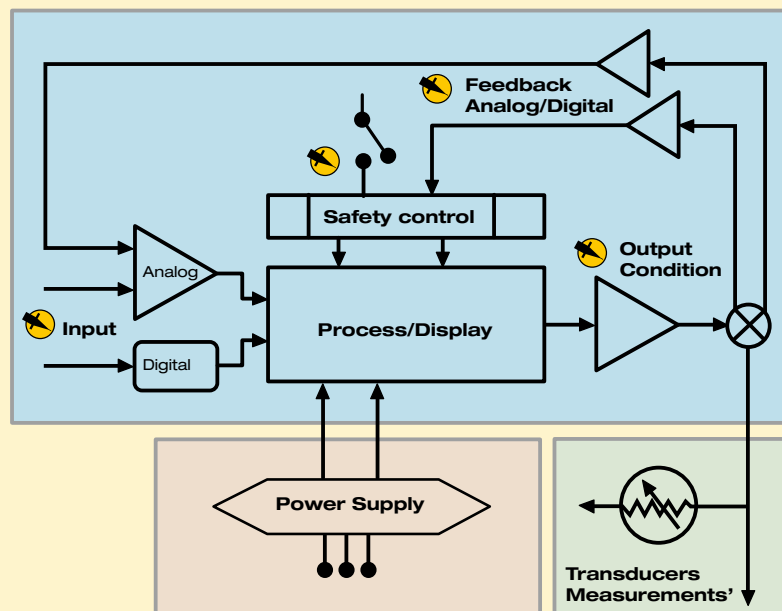 Feedback
Analog/Digital
Safety control
Output
Condition
Analog
Input
Process/Display
Digital
Power Supply
Transducers
Measurements'